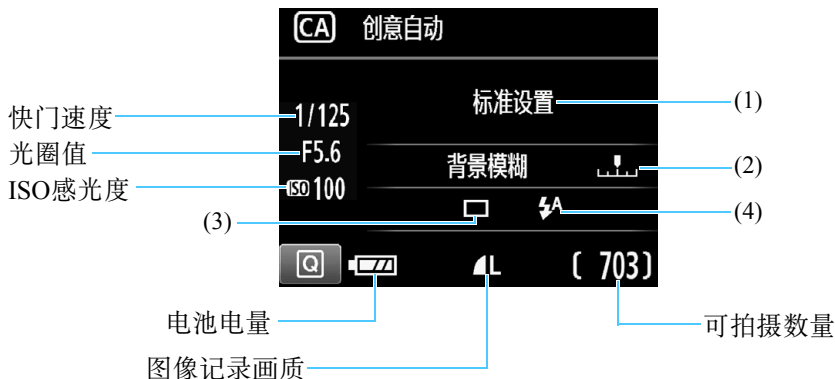 CA 创意自动
标准设置
(1)
快门速度
1/125
光圈值
F5.6
背景模糊
(2)
ISO感光度
ISO 100
(3)
A
(4)
Q
L
( 703)
电池电量
可拍摄数量
图像记录画质